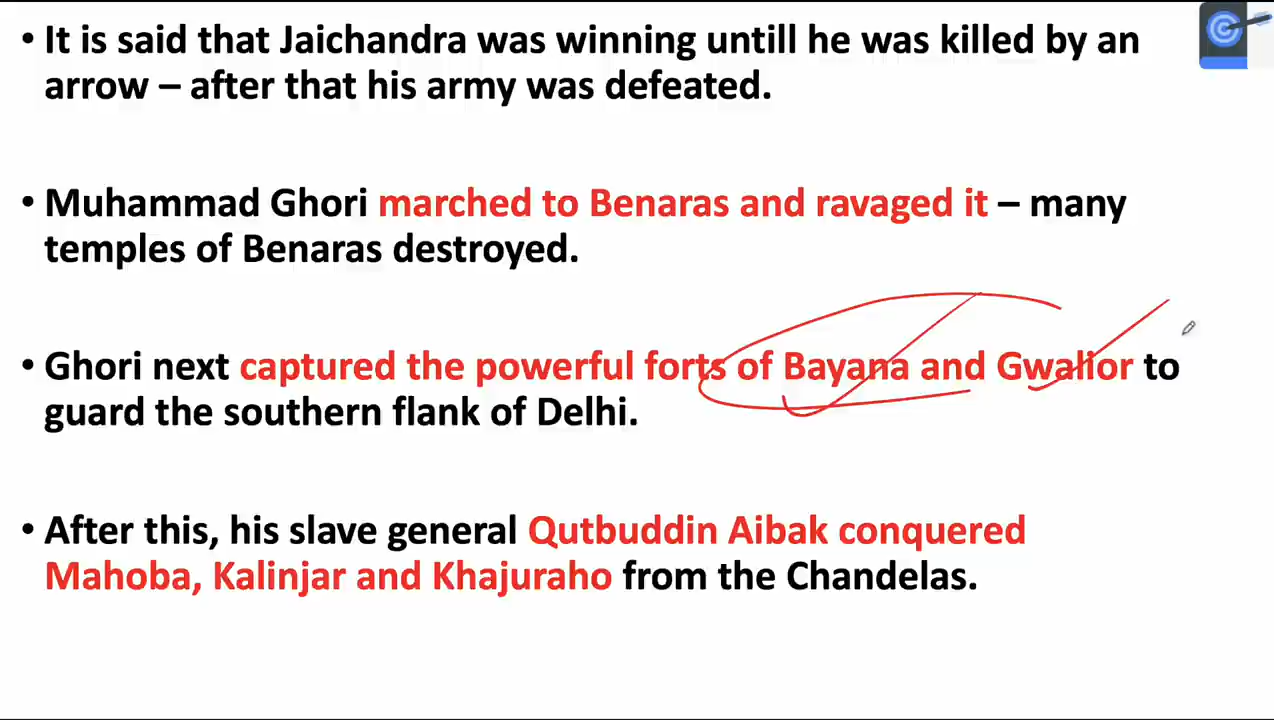 • It is said that Jaichandra was winning untill he was killed by an
arrow – after that his army was defeated.
• Muhammad Ghori marched to Benaras and ravaged it – many
temples of Benaras destroyed.
• Ghori next captured the powerful forts of Bayana and Gwalior to
guard the southern flank of Delhi.
• After this, his slave general Qutbuddin Aibak conquered
Mahoba, Kalinjar and Khajuraho from the Chandelas.